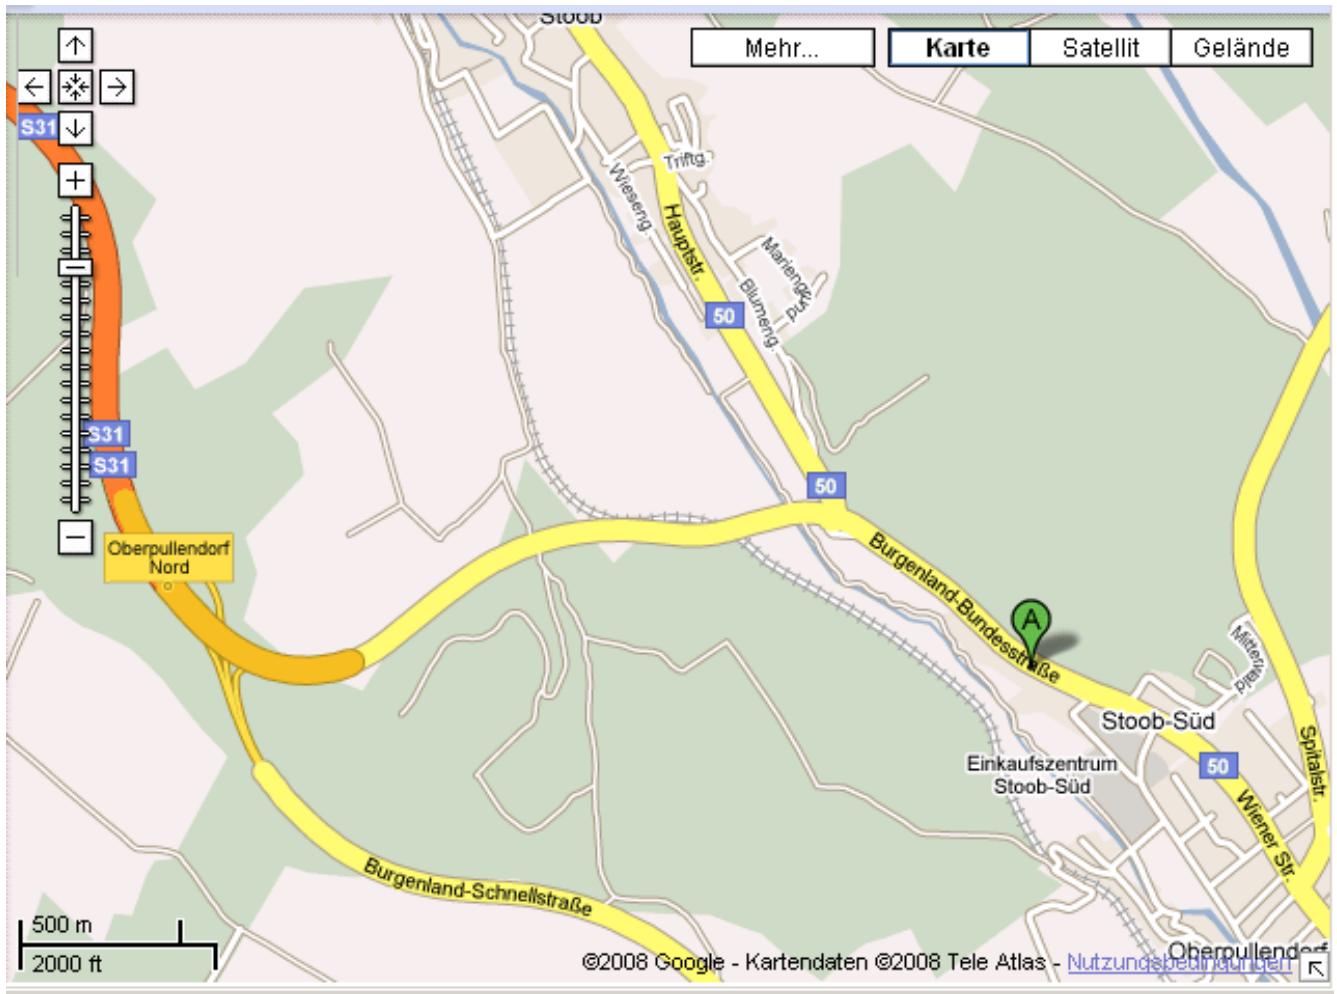 Stoob
Mehr...
Karte
Satellit
Gelände
S31
Triftg.
Wieseng.
Hauptstr.
Mariengrund
50
Blumeng.
S31
S31
50
Oberpullendorf
Nord
Burgenland-Bundesstraße
A
Mitterwald
Stoob-Süd
Spitalstr.
Einkaufszentrum
Stoob-Süd
50
Wiener Str.
Burgenland-Schnellstraße
500 m
2000 ft
Oberpullendorf
©2008 Google - Kartendaten ©2008 Tele Atlas - Nutzungsbedingungen